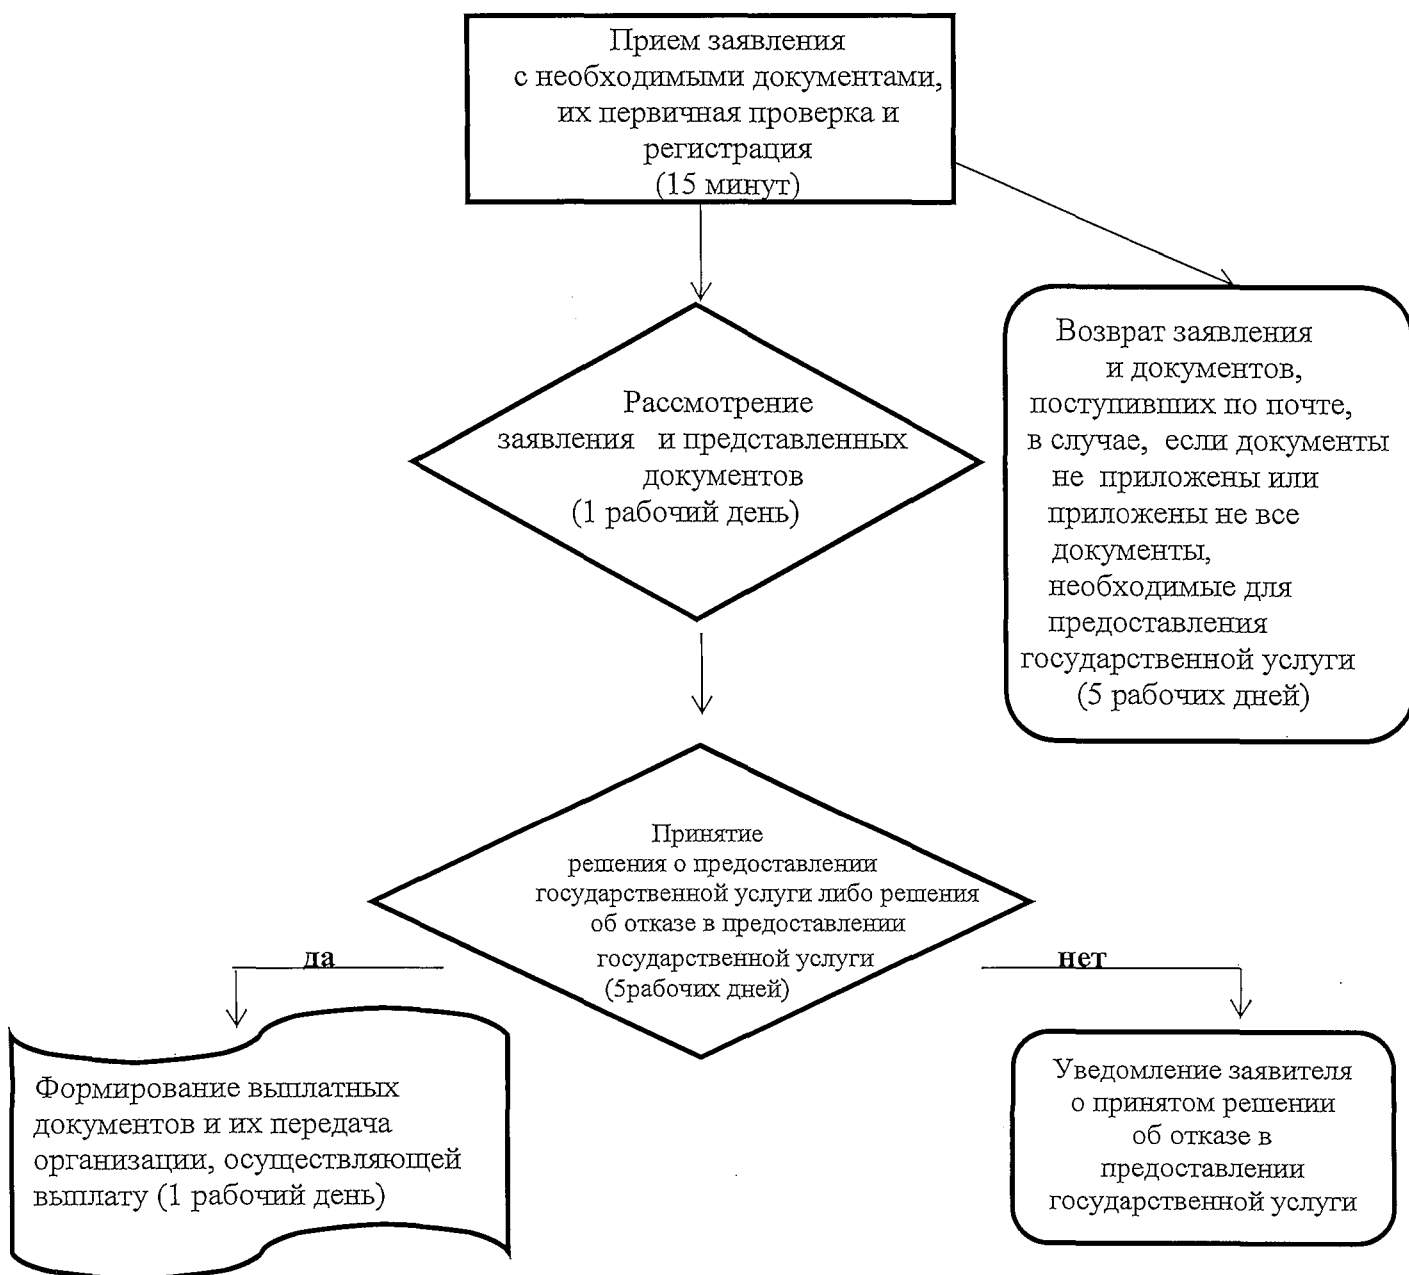 Прием заявления
с необходимыми документами,
их первичная проверка и
регистрация
(15 минут)
Возврат заявления
и документов,
поступивших по почте,
в случае, если документы
не приложены или
приложены не все
документы,
необходимые для
предоставления
государственной услуги
(5 рабочих дней)
Рассмотрение
заявления и представленных
документов
(1 рабочий день)
Принятие
решения о предоставлении
государственной услуги либо решения
об отказе в предоставлении
государственной услуги
(5рабочих дней)
да
нет
Формирование выплатных
документов и их передача
организации, осуществляющей
выплату (1 рабочий день)
Уведомление заявителя
о принятом решении
об отказе в
предоставлении
государственной услуги